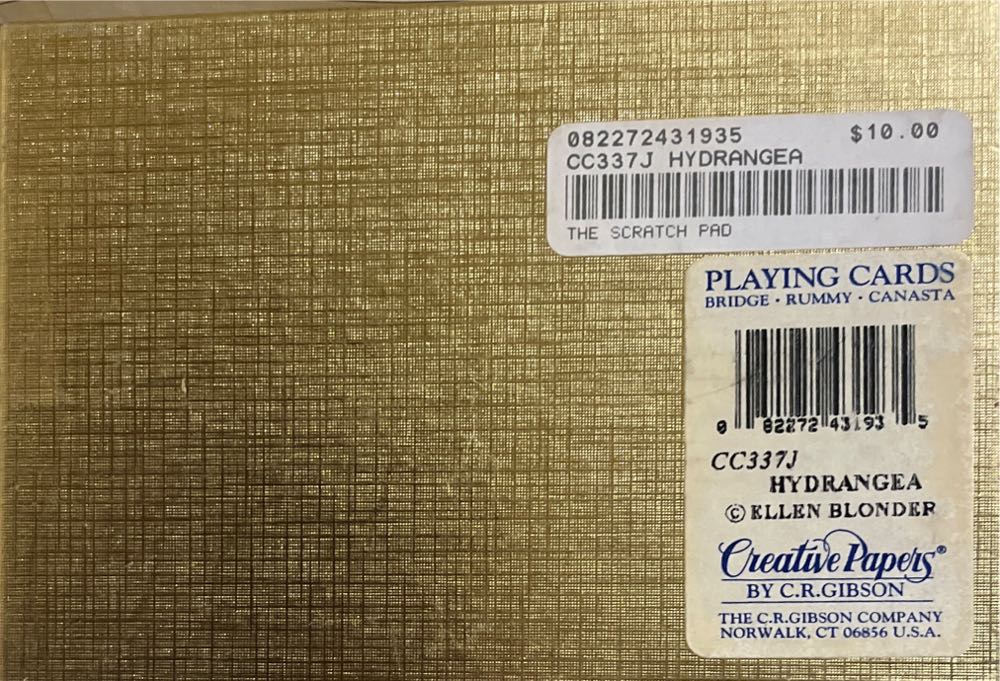 082272431935 $10.00
CC337J HYDRANGEA
THE SCRATCH PAD
PLAYING CARDS
BRIDGE · RUMMY · CANASTA
0 82272 43193 5
CC337J
HYDRANGEA
© ELLEN BLONDER
Creative Papers®
BY C.R.GIBSON
THE C.R.GIBSON COMPANY
NORWALK, CT 06856 U.S.A.